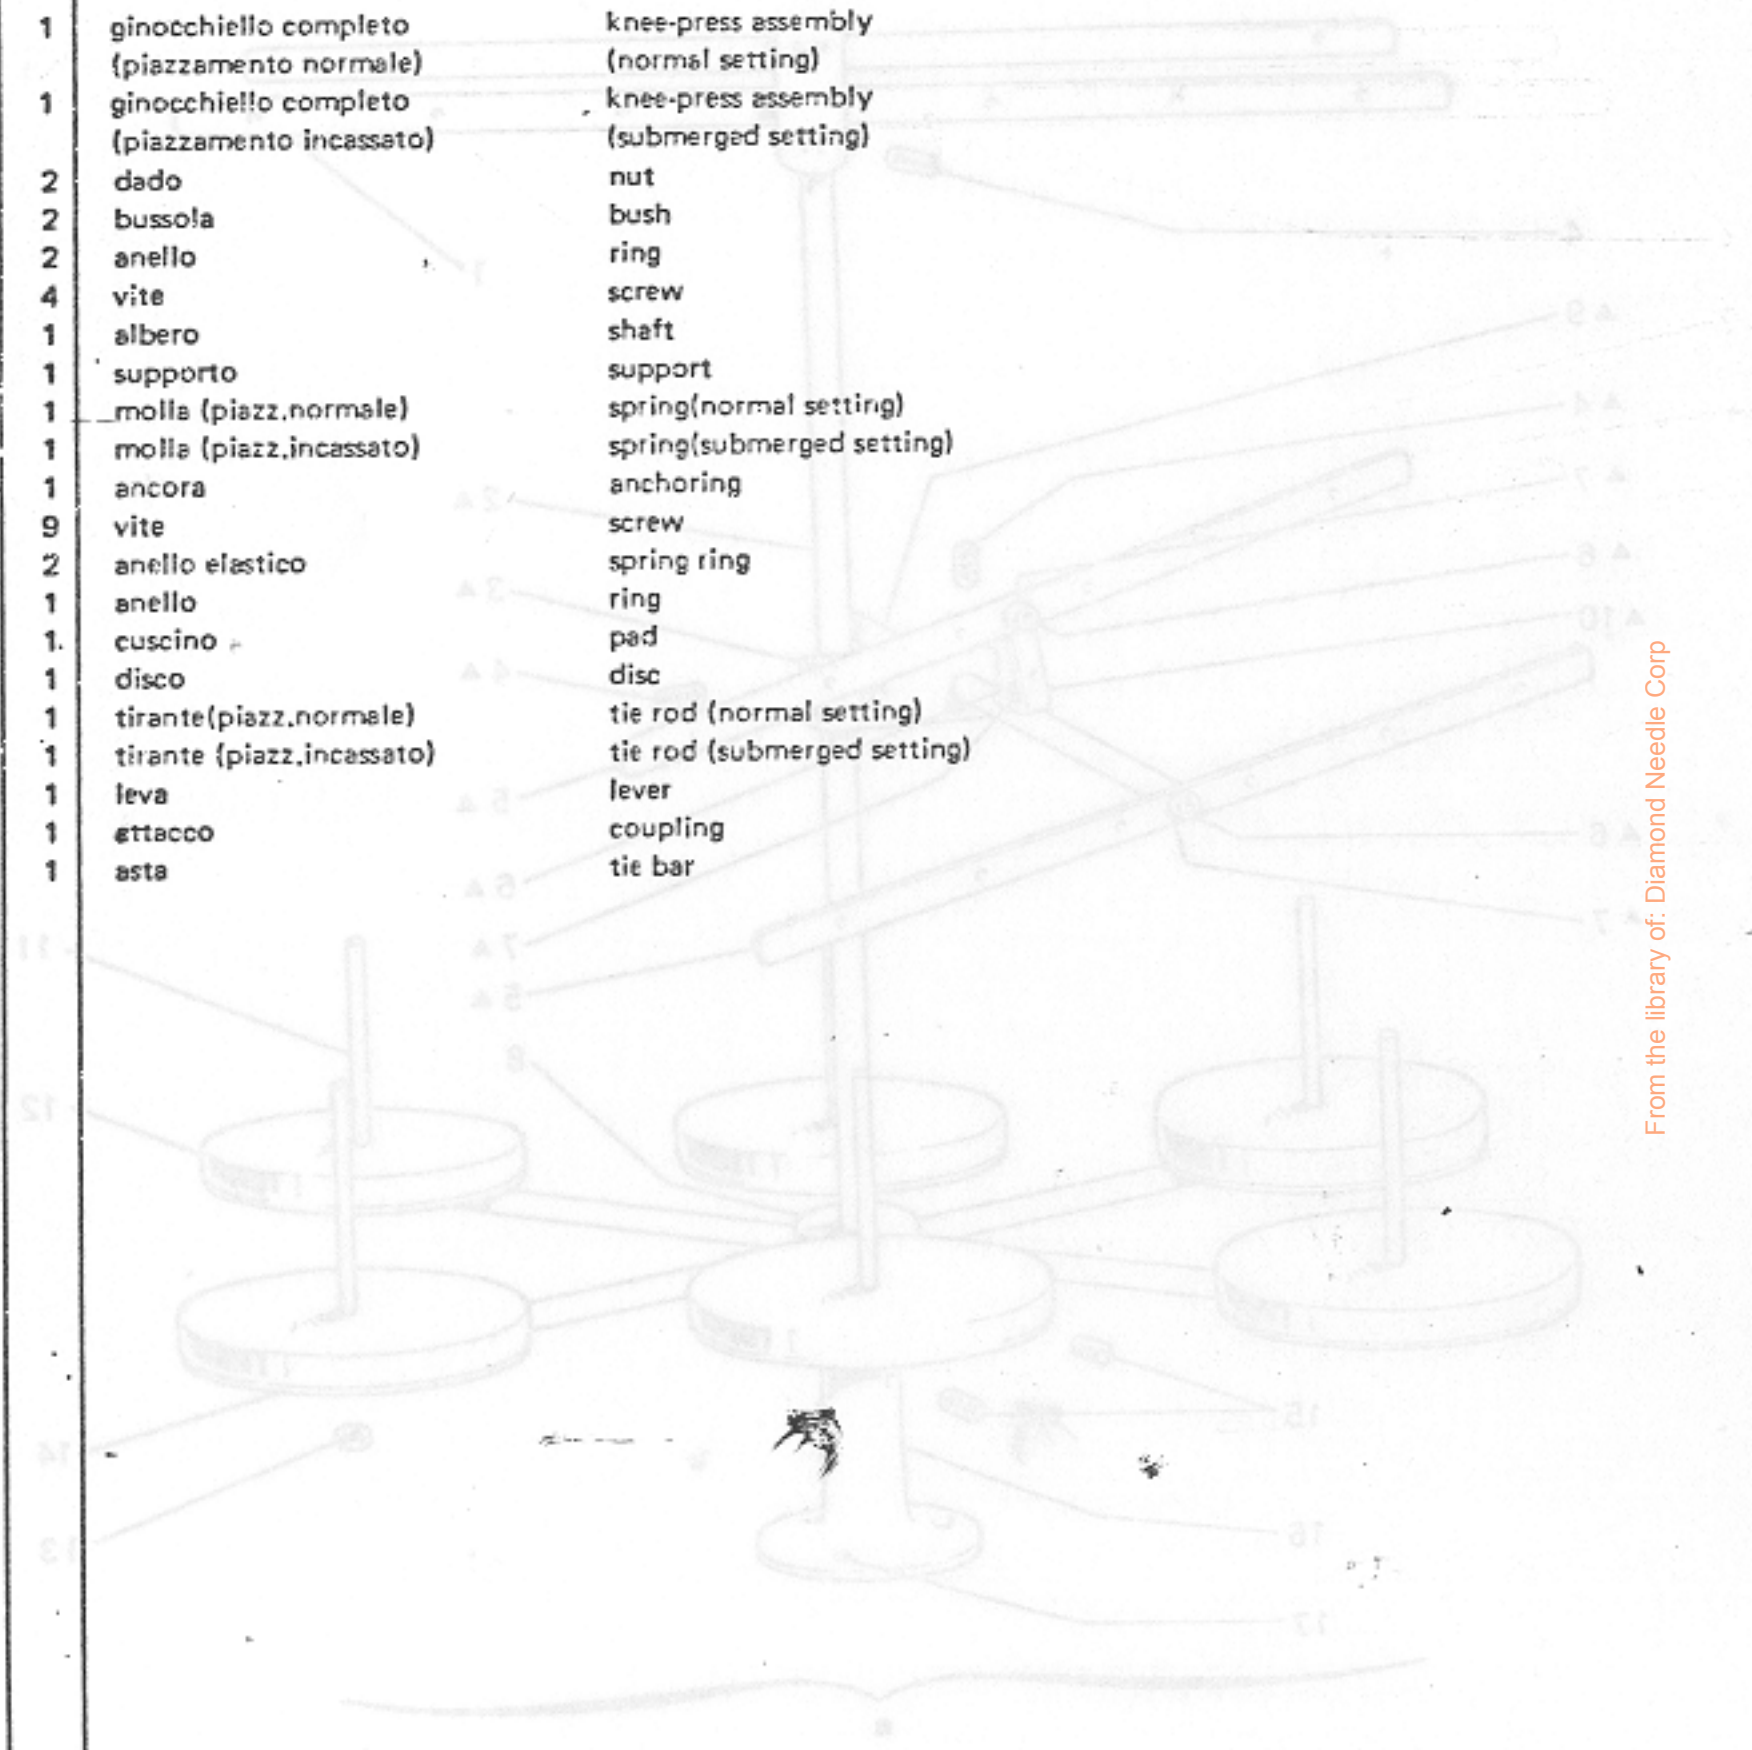 1 ginocchiello completo knee-press assembly
(piazzamento normale) (normal setting)
1 ginocchiello completo knee-press assembly
(piazzamento incassato) (submerged setting)
2 dado nut
2 bussola bush
2 anello ring
4 vite screw
1 albero shaft
1 supporto support
1 molla (piazz.normale) spring(normal setting)
1 molla (piazz.incassato) spring(submerged setting)
1 ancora anchoring
9 vite screw
2 anello elastico spring ring
1 anello ring
1. cuscino pad
1 disco disc
1 tirante(piazz.normale) tie rod (normal setting)
1 tirante (piazz.incassato) tie rod (submerged setting)
1 leva lever
1 attacco coupling
1 asta tie bar
From the library of: Diamond Needle Corp